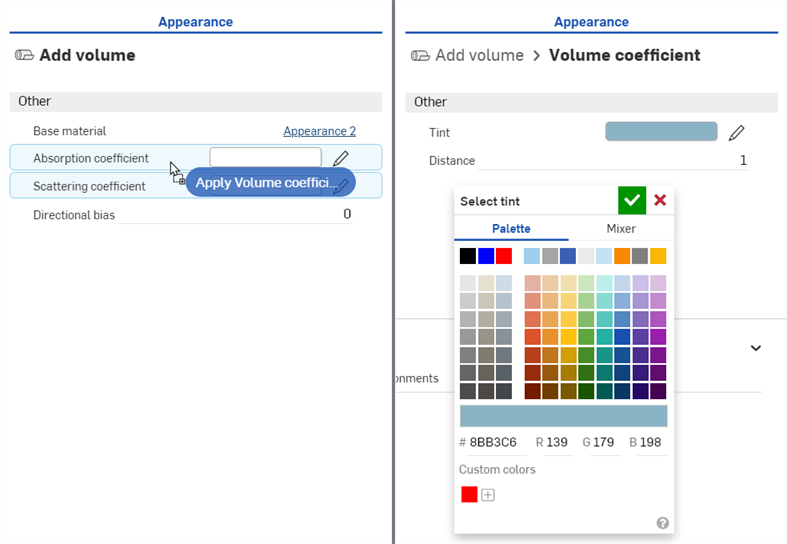 Appearance
Add volume
Other
Base material Appearance 2
Absorption coefficient
Apply Volume coeffici...
Scattering coefficient
Directional bias 0
Appearance
Add volume > Volume coefficient
Other
Tint
Distance 1
Select tint
Palette Mixer
# 8BB3C6 R 139 G 179 B 198
Custom colors
?
onments